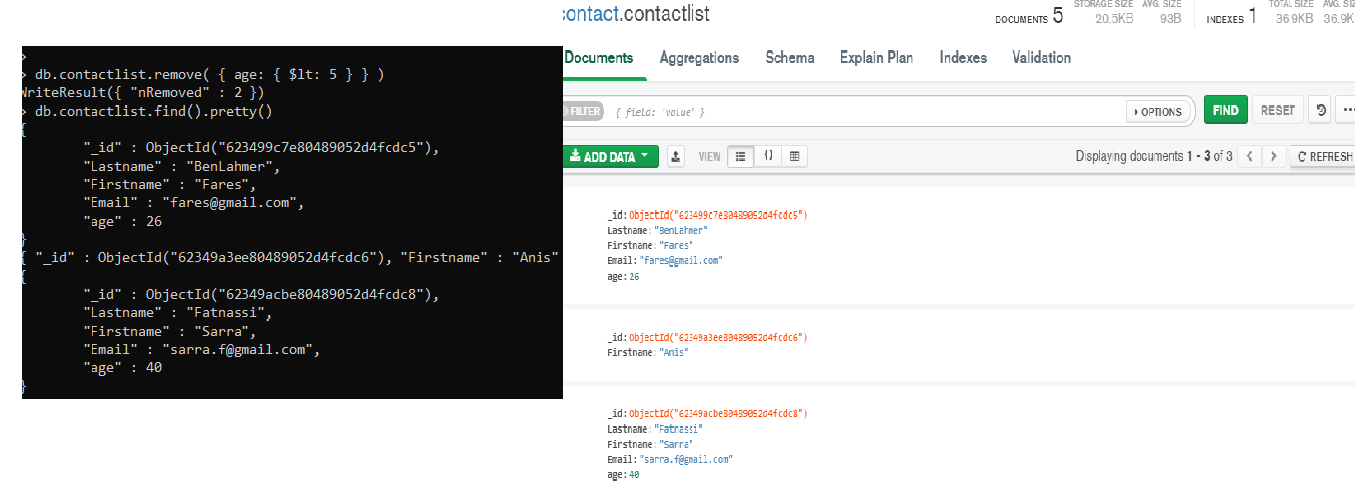 >
> db.contactlist.remove( { age: { $lt: 5 } } )
WriteResult({ "nRemoved" : 2 })
> db.contactlist.find().pretty()
{
"_id" : ObjectId("623499c7e80489052d4fcdc5"),
"Lastname" : "BenLahmer",
"Firstname" : "Fares",
"Email" : "fares@gmail.com",
"age" : 26
}
{ "_id" : ObjectId("62349a3ee80489052d4fcdc6"), "Firstname" : "Anis"
{
"_id" : ObjectId("62349acbe80489052d4fcdc8"),
"Lastname" : "Fatnassi",
"Firstname" : "Sarra",
"Email" : "sarra.f@gmail.com",
"age" : 40
}
contact.contactlist
DOCUMENTS 5
STORAGE SIZE AVG. SIZE
20.5KB 93B
INDEXES 1
TOTAL SIZE AVG. SIZ
36.9KB 36.9K
Documents Aggregations Schema Explain Plan Indexes Validation
FILTER { field: 'value' } OPTIONS FIND RESET
ADD DATA VIEW {} Displaying documents 1 - 3 of 3 < > REFRESH
_id: ObjectId("623499c7e80489052d4fcdc5")
Lastname: "BenLahmer"
Firstname: "Fares"
Email: "fares@gmail.com"
age: 26
_id: ObjectId("62349a3ee80489052d4fcdc6")
Firstname: "Anis"
_id: ObjectId("62349acbe80489052d4fcdc8")
Lastname: "Fatnassi"
Firstname: "Sarra"
Email: "sarra.f@gmail.com"
age: 40